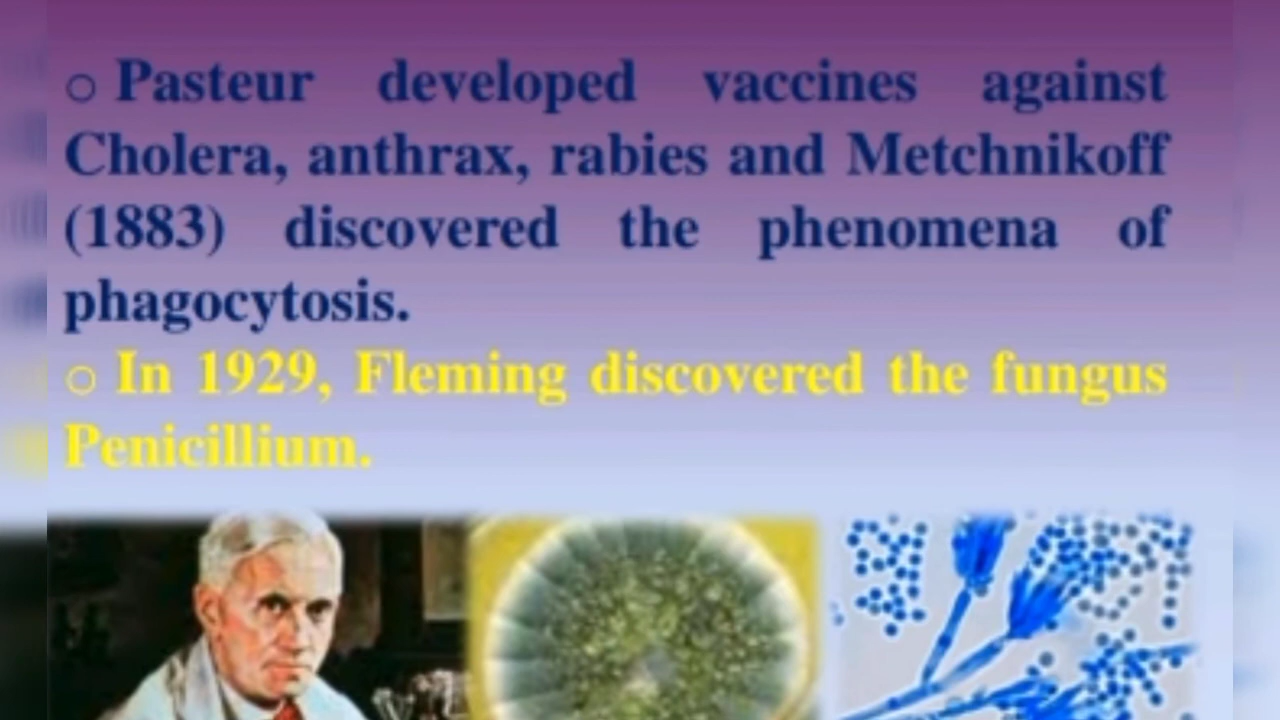 ○ Pasteur developed vaccines against
Cholera, anthrax, rabies and Metchnikoff
(1883) discovered the phenomena of
phagocytosis.
○ In 1929, Fleming discovered the fungus
Penicillium.